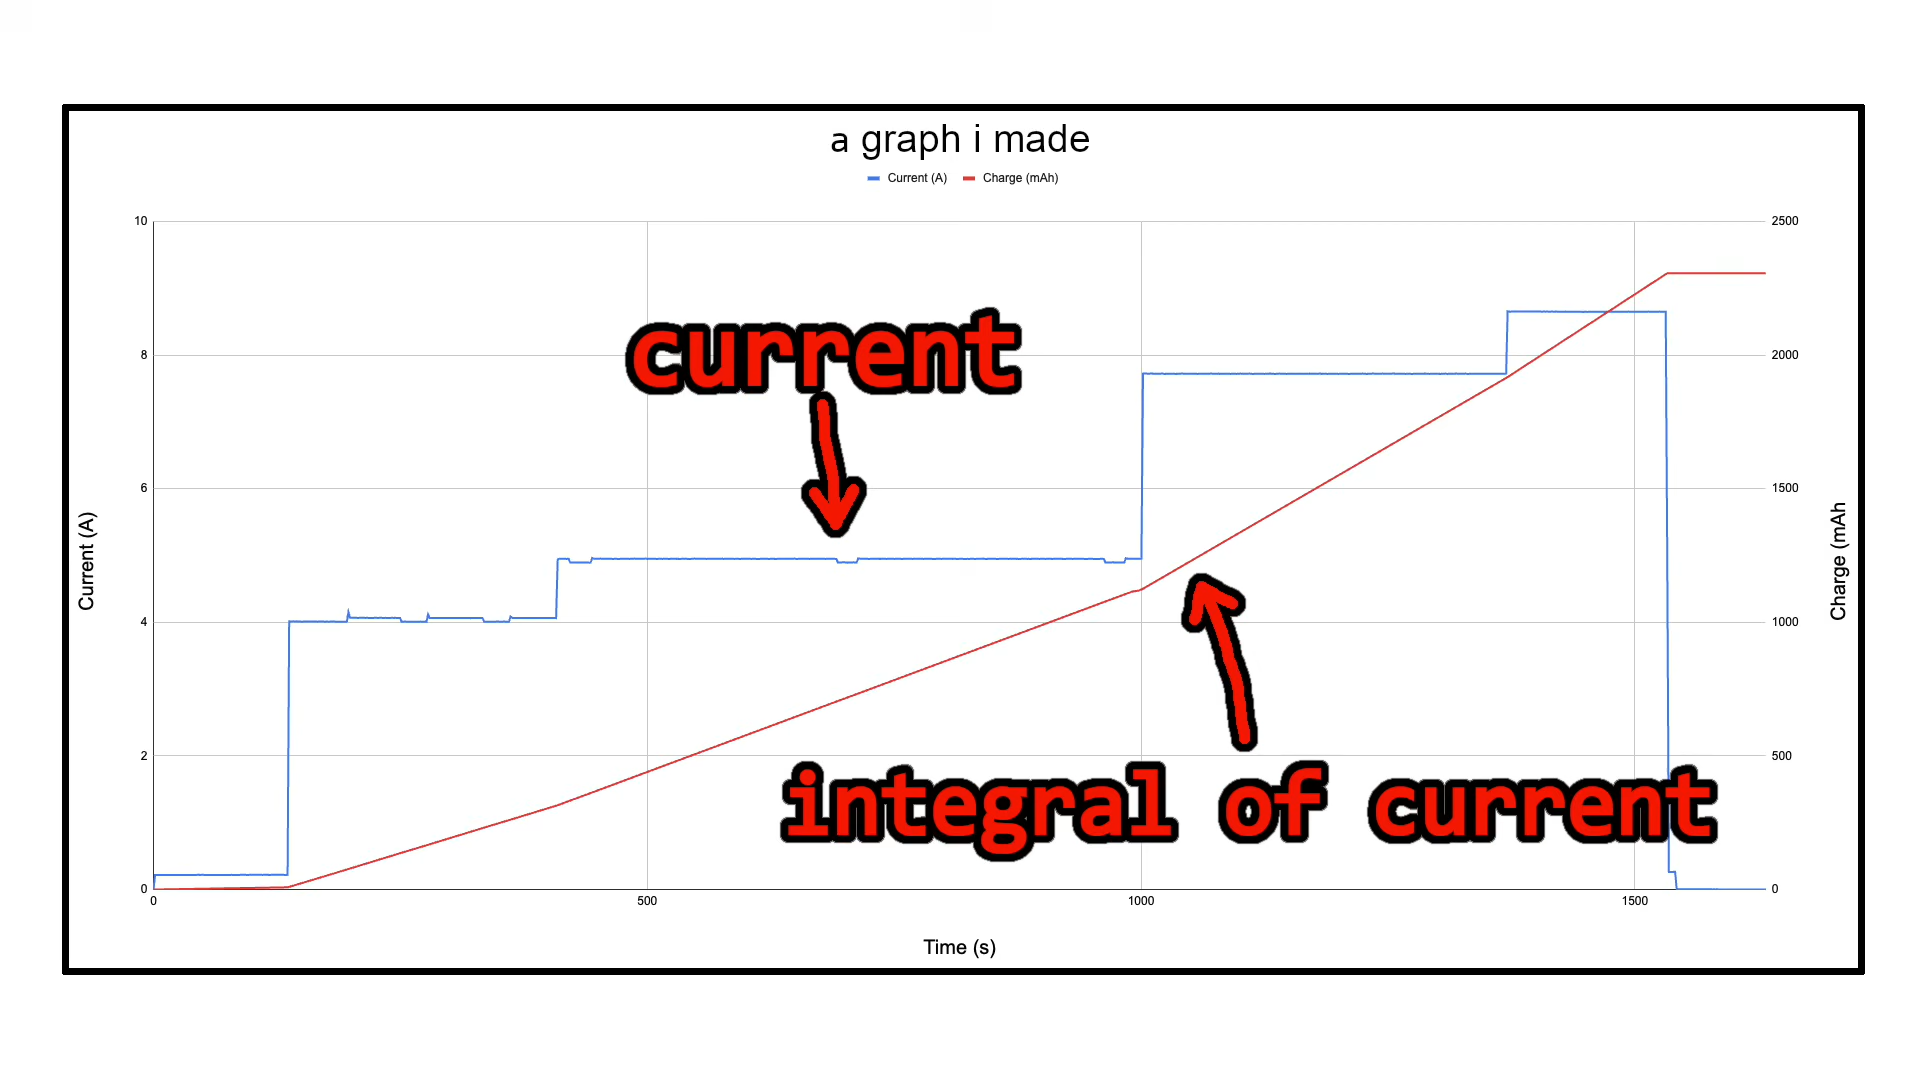 a graph i made
Current (A) Charge (mAh)
10
8
6
4
2
0
Current (A)
2500
2000
1500
1000
500
0
Charge (mAh
0 500 1000 1500
Time (s)
current
integral of current